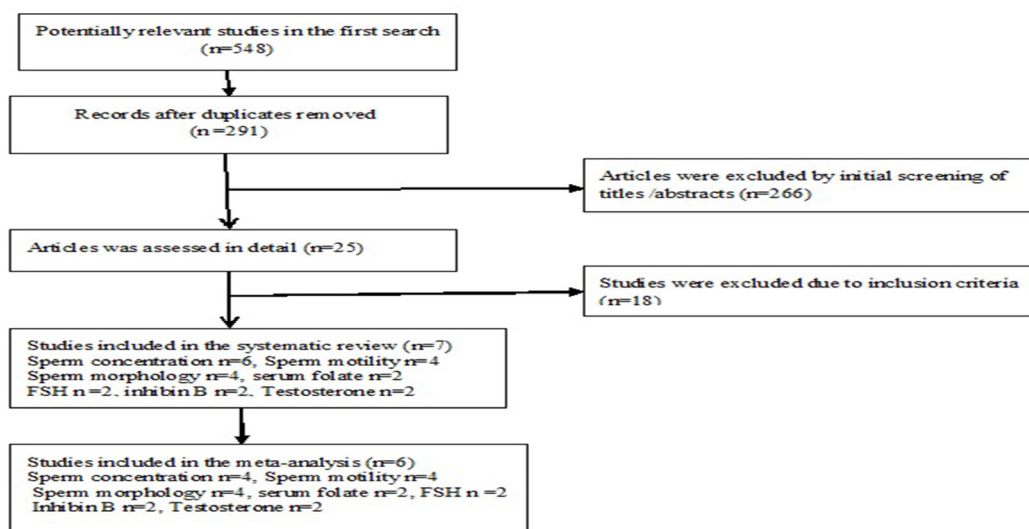 Potentially relevant studies in the first search
(n=548)
Records after duplicates removed
(n =291)
Articles were excluded by initial screening of
titles /abstracts (n=266)
Articles was assessed in detail (n=25)
Studies were excluded due to inclusion criteria
(n=18)
Studies included in the systematic review (n=7)
Sperm concentration n=6, Sperm motility n=4
Sperm morphology n=4, serum folate n=2
FSH n =2, inhibin B n=2, Testosterone n=2
Studies included in the meta-analysis (n=6)
Sperm concentration n=4, Sperm motility n=4
Sperm morphology n=4, serum folate n=2, FSH n =2
Inhibin B n=2, Testosterone n=2